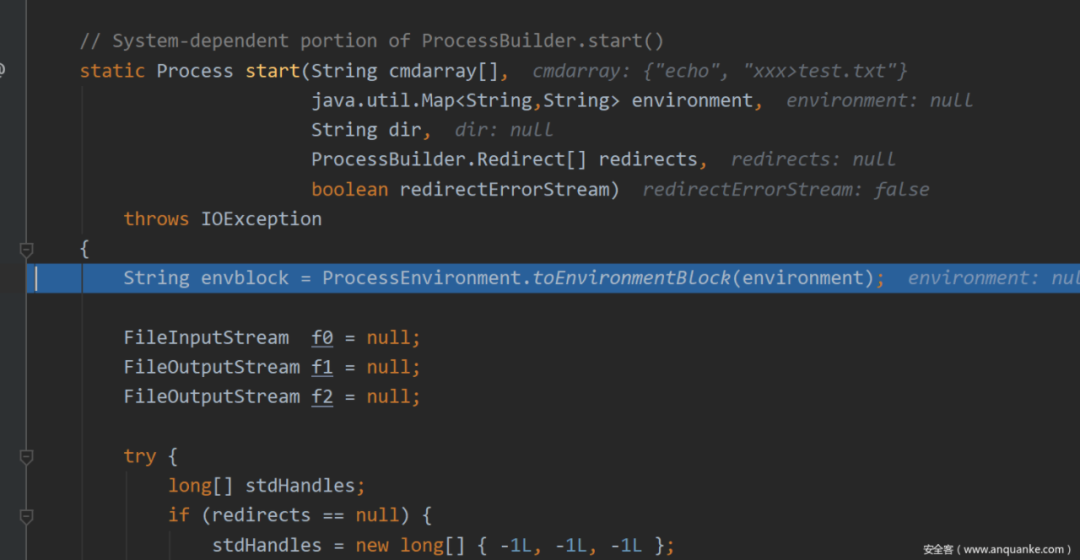 // System-dependent portion of ProcessBuilder.start()
static Process start(String cmdarray[], cmdarray: {"echo", "xxx>test.txt"}
java.util.Map<String,String> environment, environment: null
String dir, dir: null
ProcessBuilder.Redirect[] redirects, redirects: null
boolean redirectErrorStream) redirectErrorStream: false
throws IOException
{
String envblock = ProcessEnvironment.toEnvironmentBlock(environment); environment: nul
FileInputStream f0 = null;
FileOutputStream f1 = null;
FileOutputStream f2 = null;
try {
long[] stdHandles;
if (redirects == null) {
stdHandles = new long[] { -1L, -1L, -1L };
安全客（www.anquanke.com）